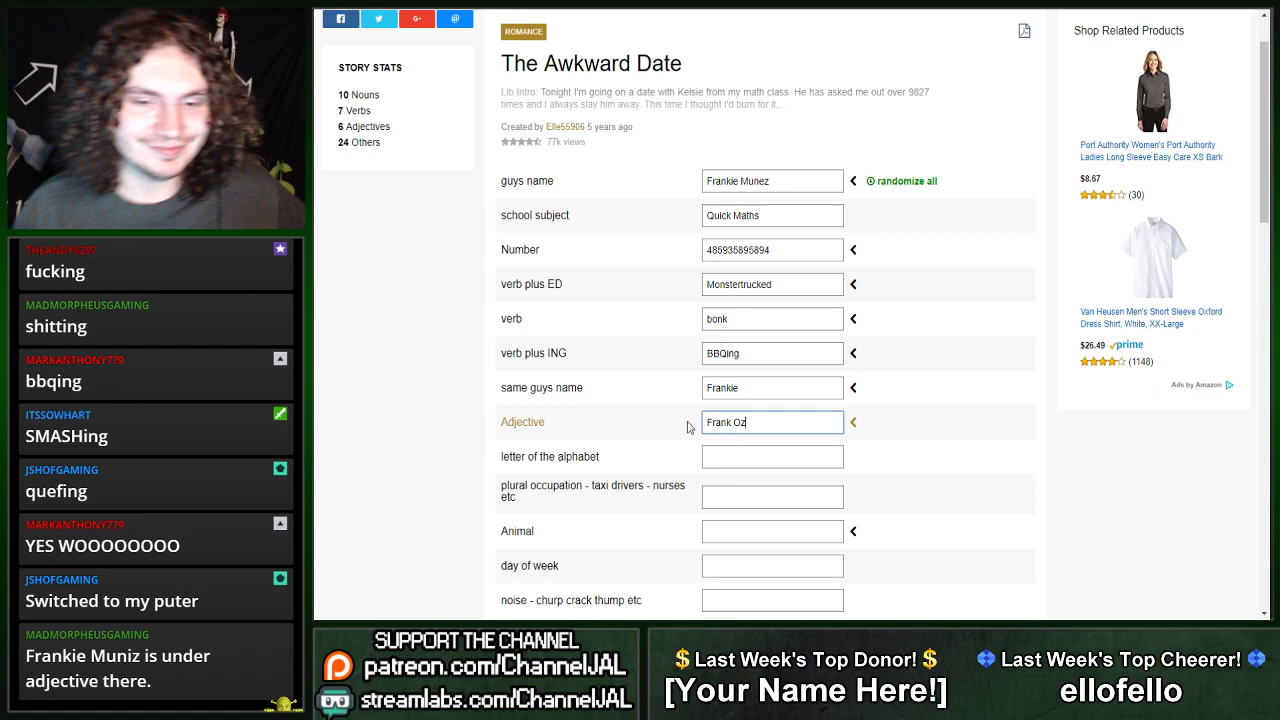 THEANDY9297
fucking
MADMORPHEUSGAMING
shitting
MARKANTHONY779
bbqing
ITSSOWHART
SMASHing
JSHOFGAMING
quefing
MARKANTHONY779
YES WOOOOOOOO
JSHOFGAMING
Switched to my puter
MADMORPHEUSGAMING
Frankie Muniz is under
adjective there.
STORY STATS
10 Nouns
7 Verbs
6 Adjectives
24 Others
ROMANCE
The Awkward Date
Lib Intro: Tonight I'm going on a date with Kelsie from my math class. He has asked me out over 9827
times and I always slay him away. This time I thought I'd burn for it,...
Created by Elle55906 5 years ago
77k views
guys name Frankie Munez randomize all
school subject Quick Maths
Number 485935895894
verb plus ED Monstertrucked
verb bonk
verb plus ING BBQing
same guys name Frankie
Adjective Frank Oz
letter of the alphabet
plural occupation - taxi drivers - nurses
etc
Animal
day of week
noise - churp crack thump etc
Shop Related Products
Port Authority Women's Port Authority
Ladies Long Sleeve Easy Care XS Bark
$8.67
(30)
Van Heusen Men's Short Sleeve Oxford
Dress Shirt, White, XX-Large
$26.49 prime
(1148)
Ads by Amazon
SUPPORT THE CHANNEL
patreon.com/ChannelJAL
streamlabs.com/ChannelJAL
$ Last Week's Top Donor! $
[Your Name Here!]
Last Week's Top Cheerer!
ellofello